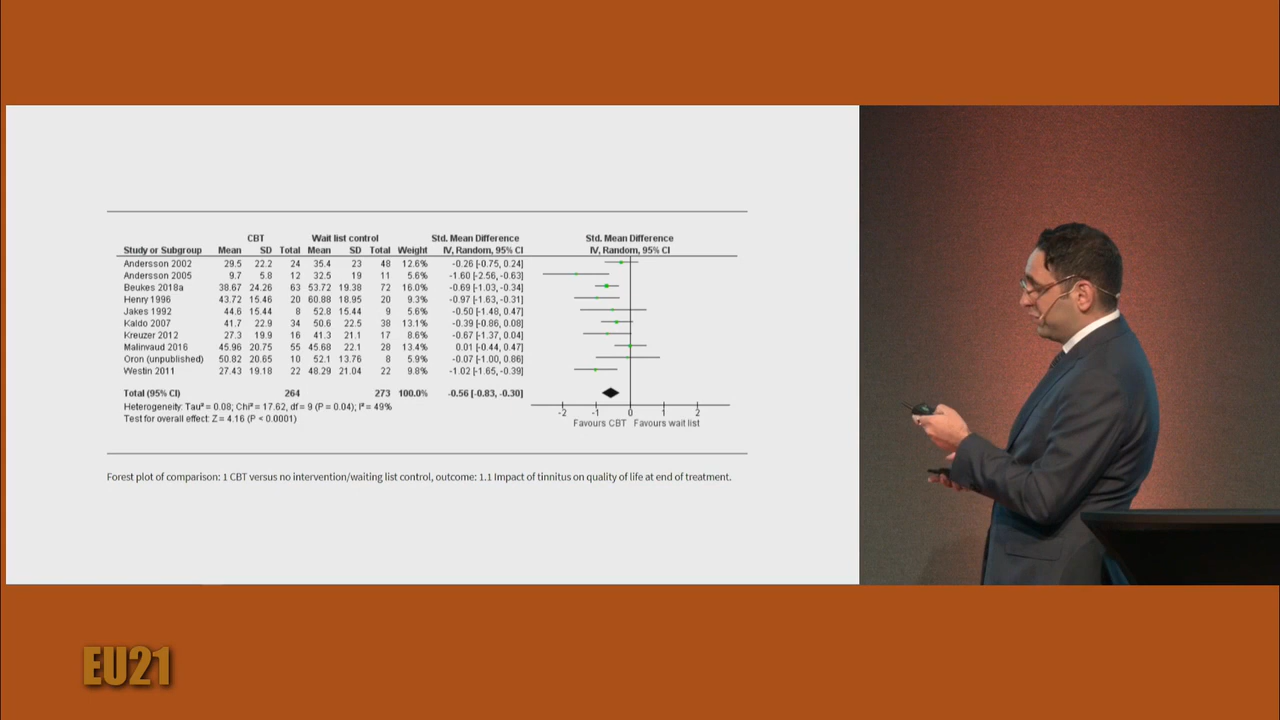 CBT Wait list control Std. Mean Difference Std. Mean Difference
Study or Subgroup Mean SD Total Mean SD Total Weight IV, Random, 95% CI IV, Random, 95% CI
Andersson 2002 29.5 22.2 24 35.4 23 48 12.6% -0.26 [-0.75, 0.24]
Andersson 2005 9.7 5.8 12 32.5 19 11 5.6% -1.60 [-2.56, -0.63]
Beukes 2018a 38.67 24.26 63 53.72 19.38 72 16.0% -0.69 [-1.03, -0.34]
Henry 1996 43.72 15.46 20 60.88 18.95 20 9.3% -0.97 [-1.63, -0.31]
Jakes 1992 44.6 15.44 8 52.8 15.44 9 5.6% -0.50 [-1.48, 0.47]
Kaldo 2007 41.7 22.9 34 50.6 22.5 38 13.1% -0.39 [-0.86, 0.08]
Kreuzer 2012 27.3 19.9 16 41.3 21.1 17 8.6% -0.67 [-1.37, 0.04]
Malinvaud 2016 45.96 20.75 55 45.68 22.1 28 13.4% 0.01 [-0.44, 0.47]
Oron (unpublished) 50.82 20.65 10 52.1 13.76 8 5.9% -0.07 [-1.00, 0.86]
Westin 2011 27.43 19.18 22 48.29 21.04 22 9.8% -1.02 [-1.65, -0.39]
Total (95% CI) 264 273 100.0% -0.56 [-0.83, -0.30]
Heterogeneity: Tau² = 0.08; Chi² = 17.62, df = 9 (P = 0.04); I² = 49%
Test for overall effect: Z = 4.16 (P < 0.0001)
-2 -1 0 1 2
Favours CBT Favours wait list
Forest plot of comparison: 1 CBT versus no intervention/waiting list control, outcome: 1.1 Impact of tinnitus on quality of life at end of treatment.
EU21